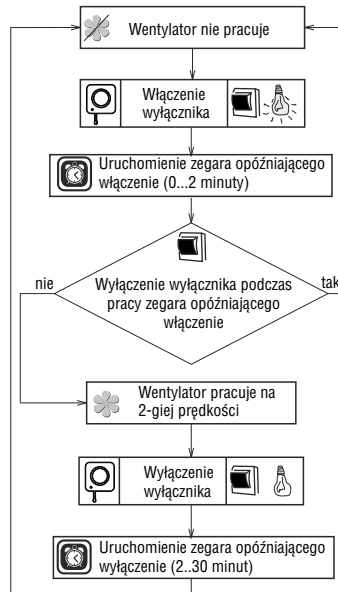 Wentylator nie pracuje
Włączenie
wyłącznika
Uruchomienie zegara opóźniającego
włączenie (0...2 minuty)
nie
tak
Wyłączenie wyłącznika podczas
pracy zegara opóźniającego
włączenie
Wentylator pracuje na
2-giej prędkości
Wyłączenie
wyłącznika
Uruchomienie zegara opóźniającego
wyłączenie (2..30 minut)